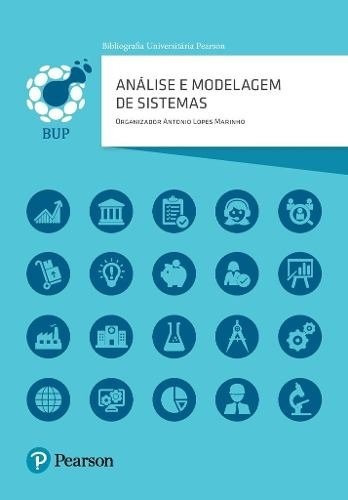 Bibliografia Universitária Pearson
ANÁLISE E MODELAGEM
DE SISTEMAS
ORGANIZADOR ANTONIO LOPES MARINHO
BUP
Pearson